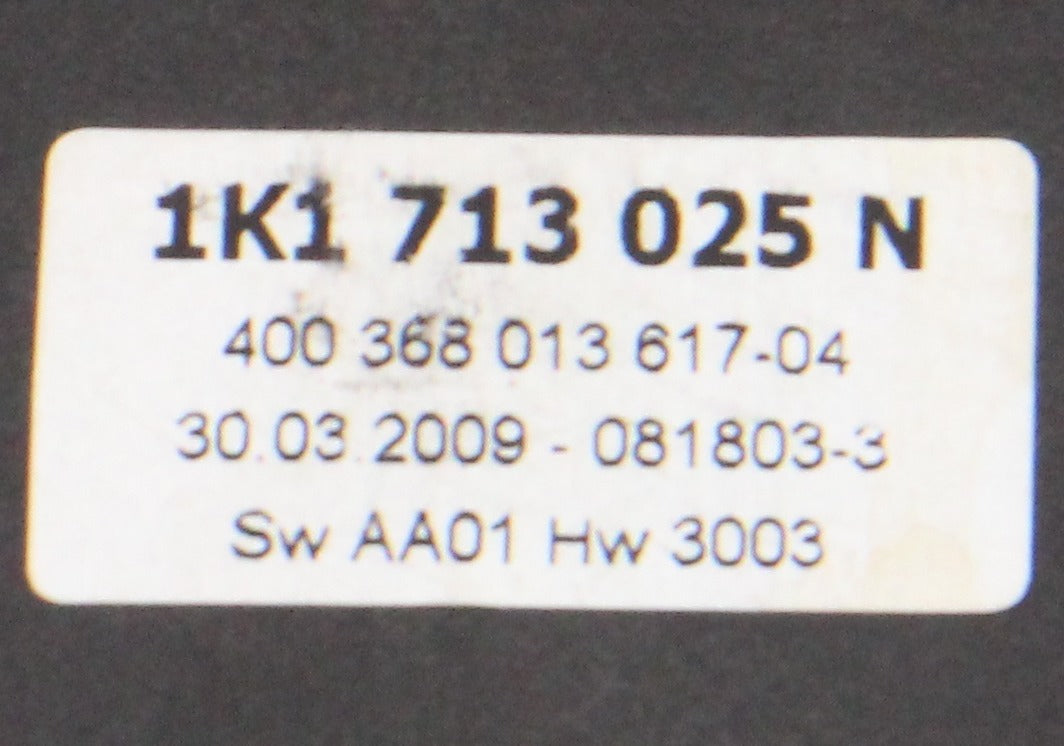 1K1 713 025 N
400 368 013 617-04
30.03.2009 - 081803-3
Sw AA01 Hw 3003